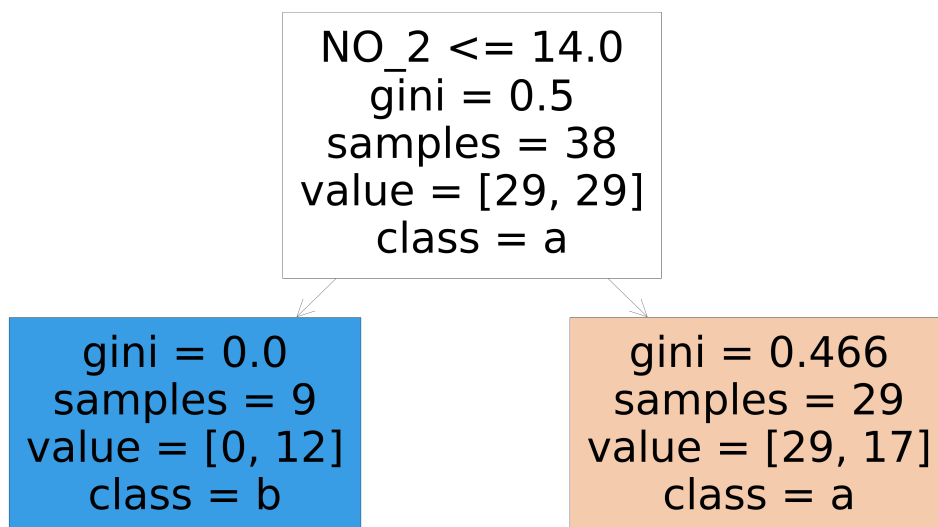 NO_2 <= 14.0
gini = 0.5
samples = 38
value = [29, 29]
class = a
gini = 0.0
samples = 9
value = [0, 12]
class = b
gini = 0.466
samples = 29
value = [29, 17]
class = a